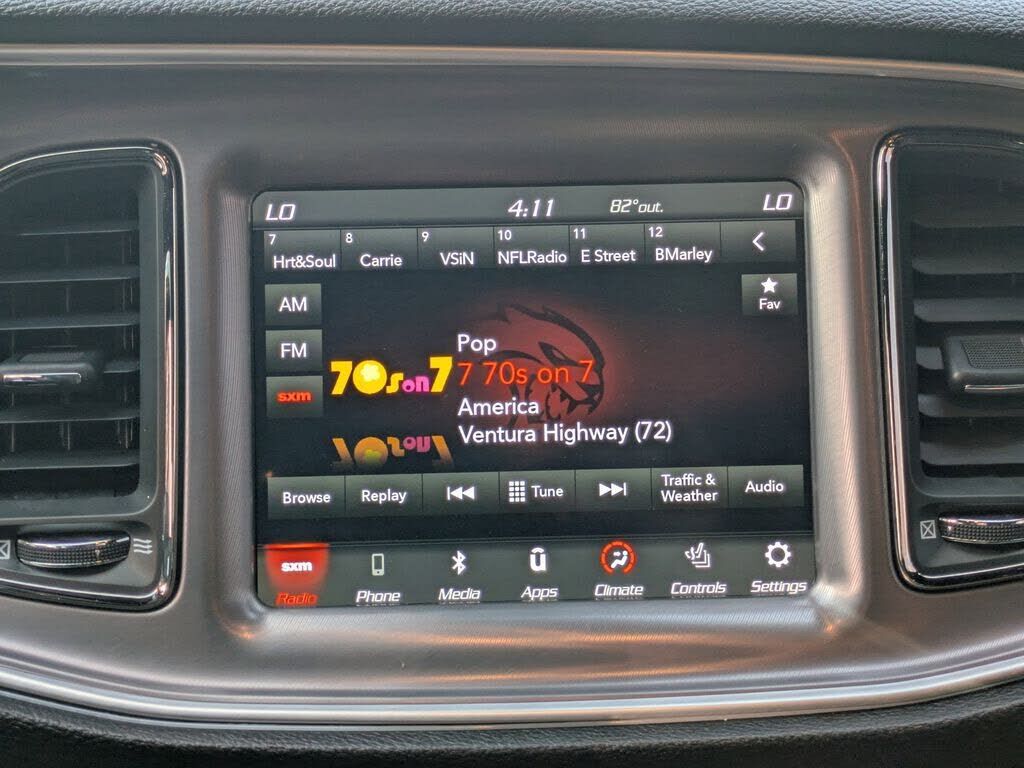 LO 4:11 82°out. LO
7 8 9 10 11 12
Hrt&Soul Carrie VSiN NFLRadio E Street BMarley
AM
Fav
Pop
FM
70s on 7 7 70s on 7
sxm
America
Ventura Highway (72)
Browse Replay Tune Traffic & Weather Audio
sxm
Radio Phone Media Apps Climate Controls Settings